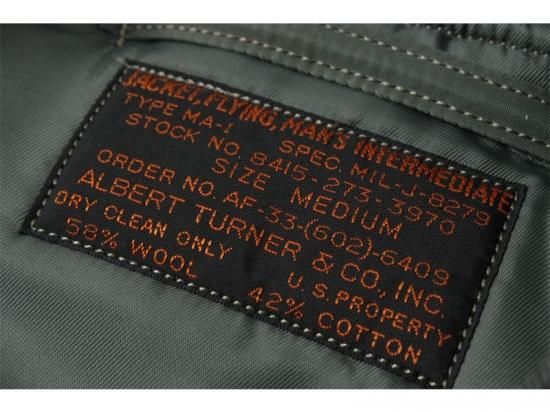 JACKET, FLYING, MAN'S INTERMEDIATE
TYPE MA-1 SPEC. MIL-J-8279
STOCK NO. 8415-273-3970
SIZE MEDIUM
ORDER NO. AF-33-(602)-6409
ALBERT TURNER & CO., INC.
DRY CLEAN ONLY U.S. PROPERTY
58% WOOL 42% COTTON